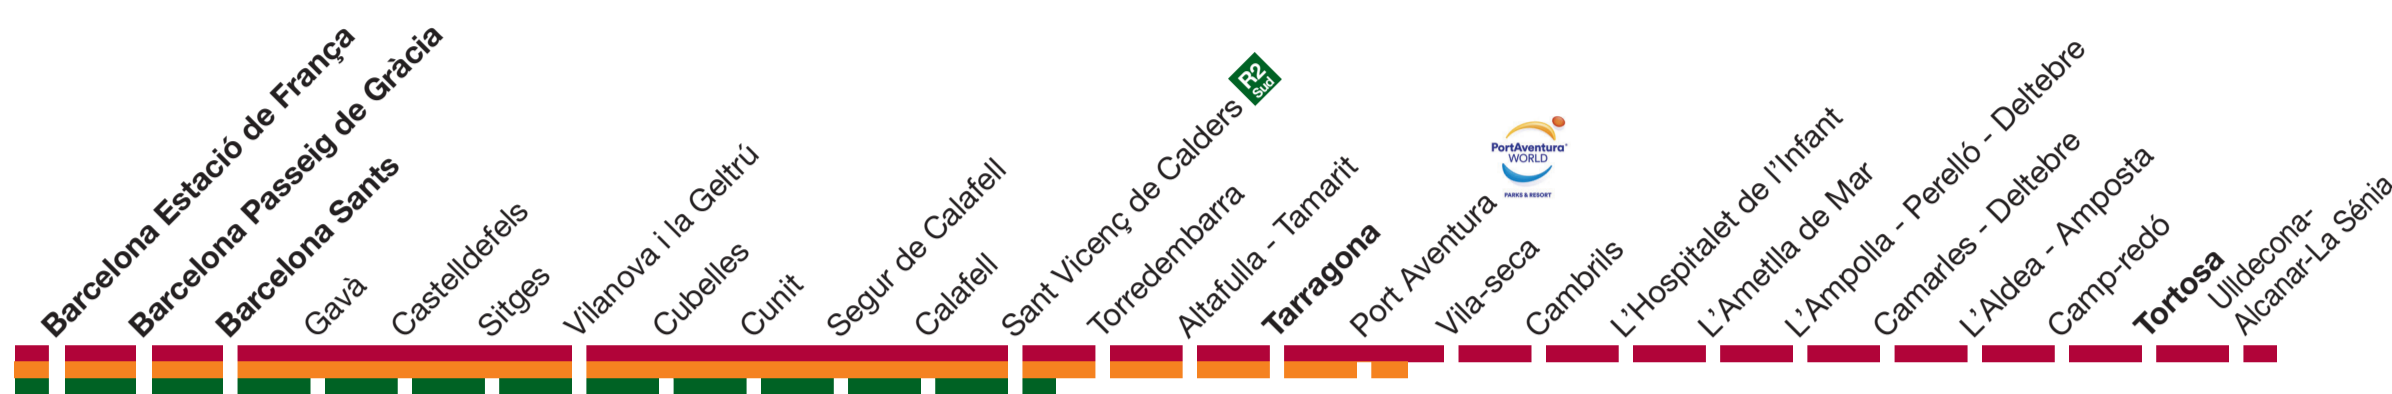 Barcelona Estació de França
Barcelona Passeig de Gràcia
Barcelona Sants
Gavà
Castelldefels
Sitges
Vilanova i la Geltrú
Cubelles
Cunit
Segur de Calafell
Calafell
Sant Vicenç de Calders
R2
Sud
Torredembarra
Altafulla - Tamarit
Tarragona
Port Aventura
PortAventura
WORLD
PARKS & RESORT
Vila-seca
Cambrils
L'Hospitalet de l'Infant
L'Ametlla de Mar
L'Ampolla - Perelló - Deltebre
Camarles - Deltebre
L'Aldea - Amposta
Camp-redó
Tortosa
Ulldecona-
Alcanar-La Sénia